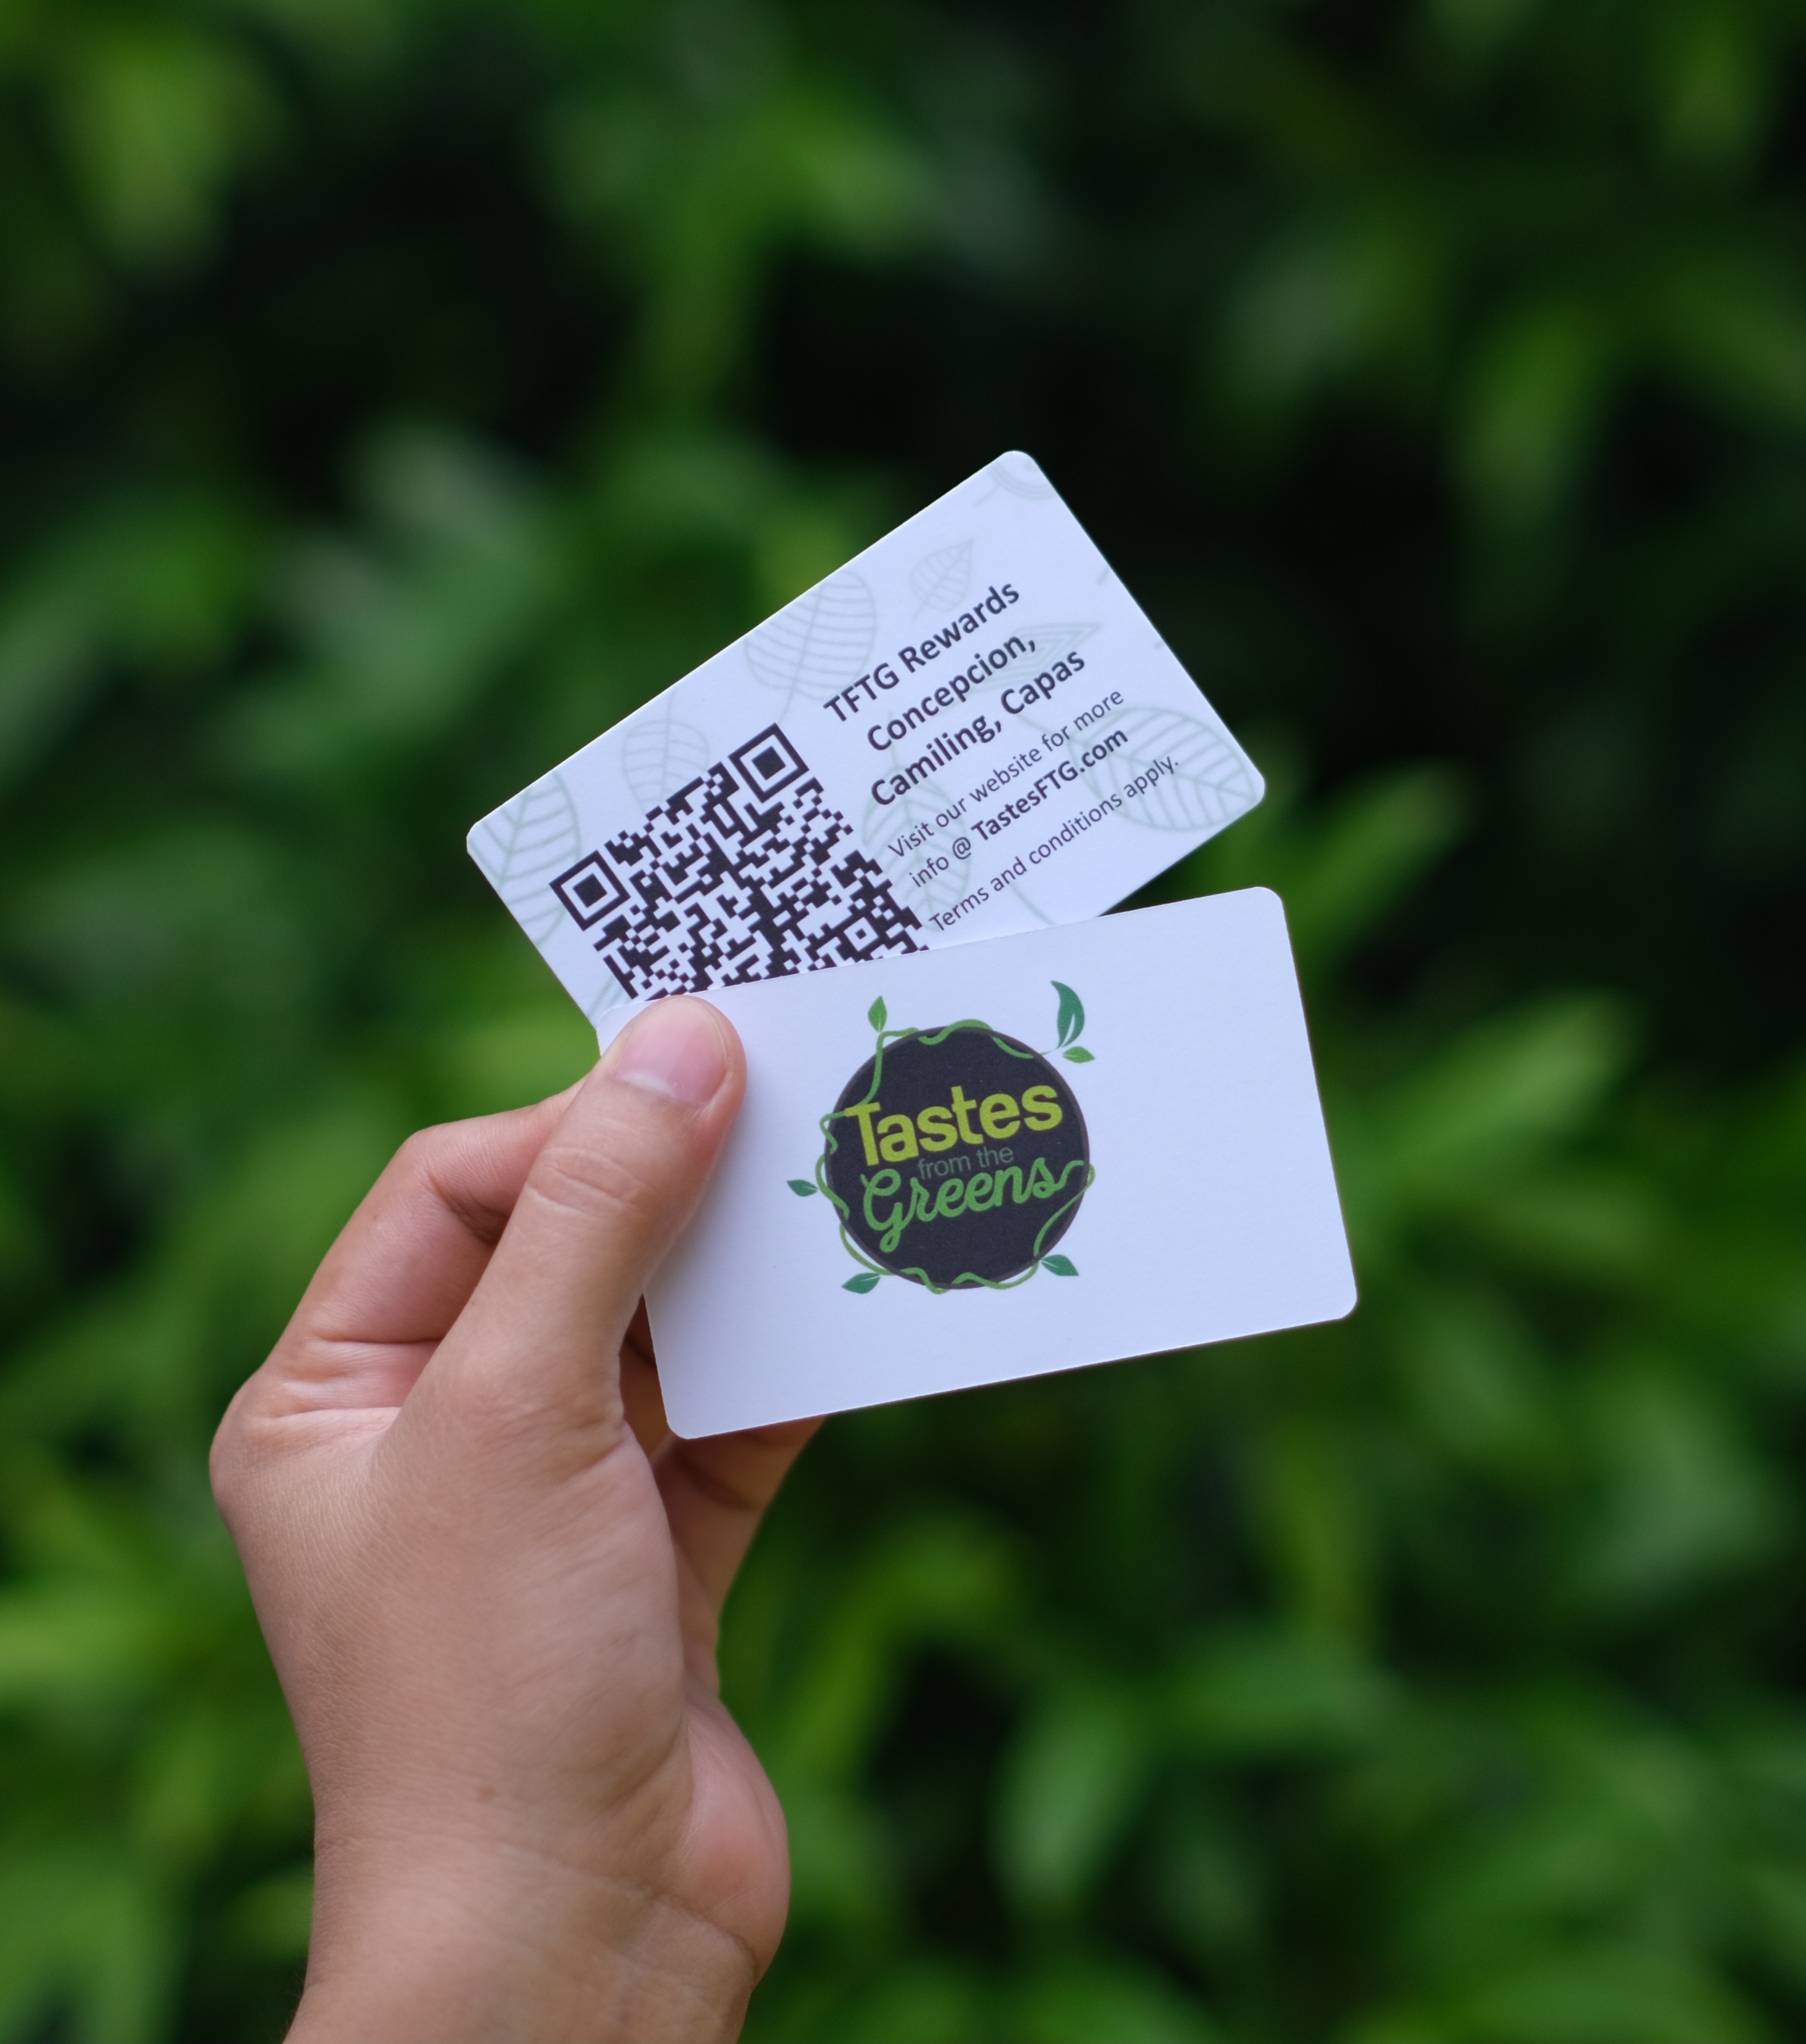 TFTG Rewards
Concepcion,
Camiling, Capas
Visit our website for more
info @ TastesFTG.com
Terms and conditions apply.
Tastes
from the
Greens